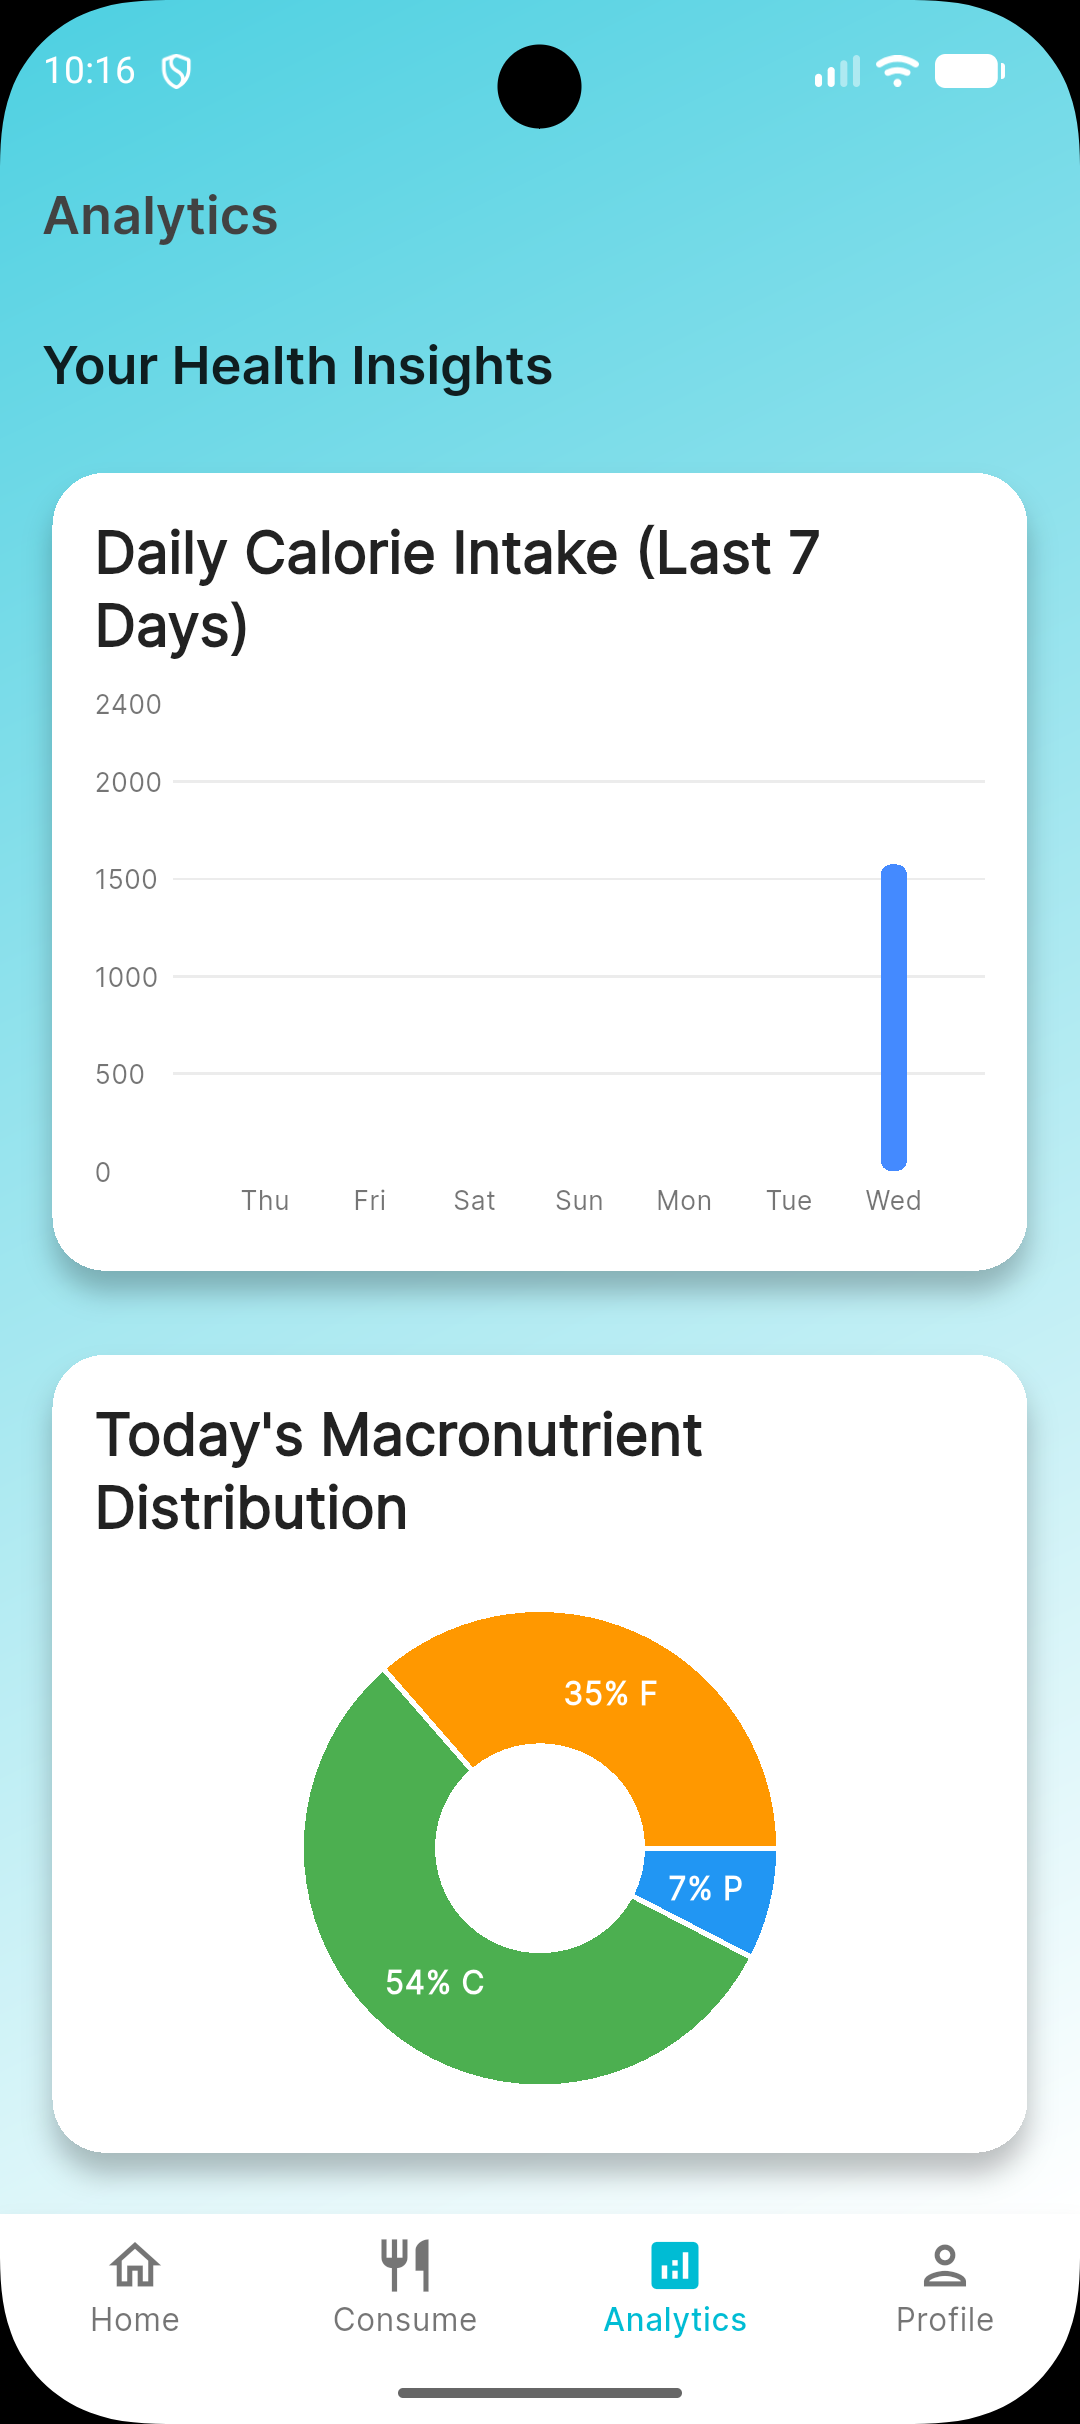 10:16
Analytics
Your Health Insights
Daily Calorie Intake (Last 7
Days)
2400
2000
1500
1000
500
0
Thu Fri Sat Sun Mon Tue Wed
Today's Macronutrient
Distribution
35% F
7% P
54% C
Home Consume Analytics Profile